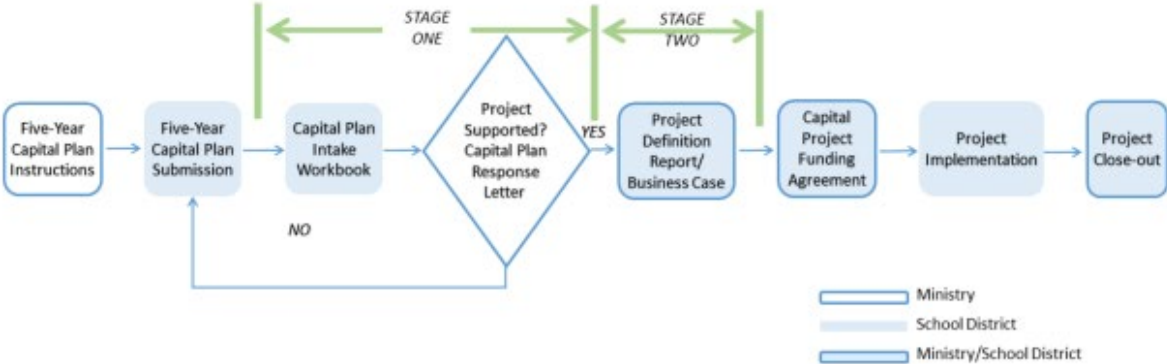 STAGE
ONE
STAGE
TWO
Five-Year
Capital Plan
Instructions
Five-Year
Capital Plan
Submission
Capital Plan
Intake
Workbook
Project
Supported?
Capital Plan
Response
Letter
YES
Project
Definition
Report/
Business Case
Capital
Project
Funding
Agreement
Project
Implementation
Project
Close-out
NO
Ministry
School District
Ministry/School District